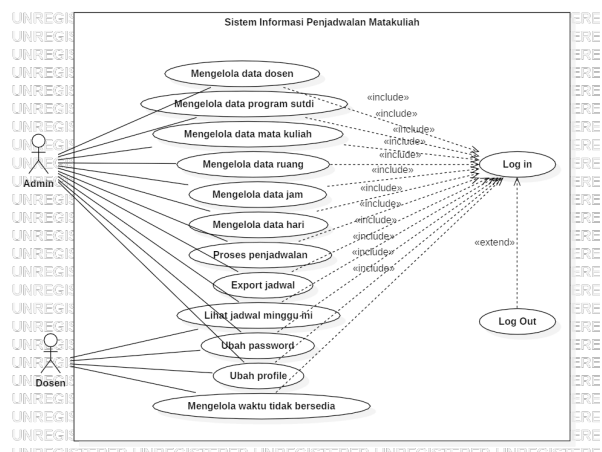 Sistem Informasi Penjadwalan Matakuliah
Mengelola data dosen
«include»
Mengelola data program sutdi
«include»
Mengelola data mata kuliah
«include»
«include»
«include»
Mengelola data ruang
Log in
«include»
Admin
Mengelola data jam
«include»
«include»
Mengelola data hari
«include»
«extend»
Proses penjadwalan
«include»
«include»
Export jadwal
Lihat jadwal minggu ini
Log Out
Ubah password
Ubah profile
Dosen
Mengelola waktu tidak bersedia